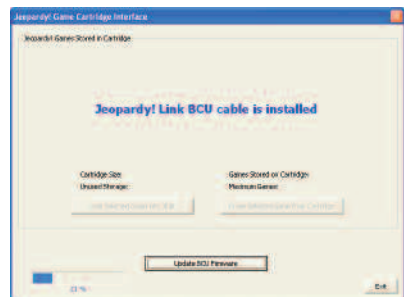 Jeopardy! Game Cartridge Interface
Jeopardy! Games Stored in Cartridge
Jeopardy! Link BCU cable is installed
Cartridge Size:
Games Stored on Cartridge:
Unused Storage:
Maximum Games:
Update BCU Firmware
Exit